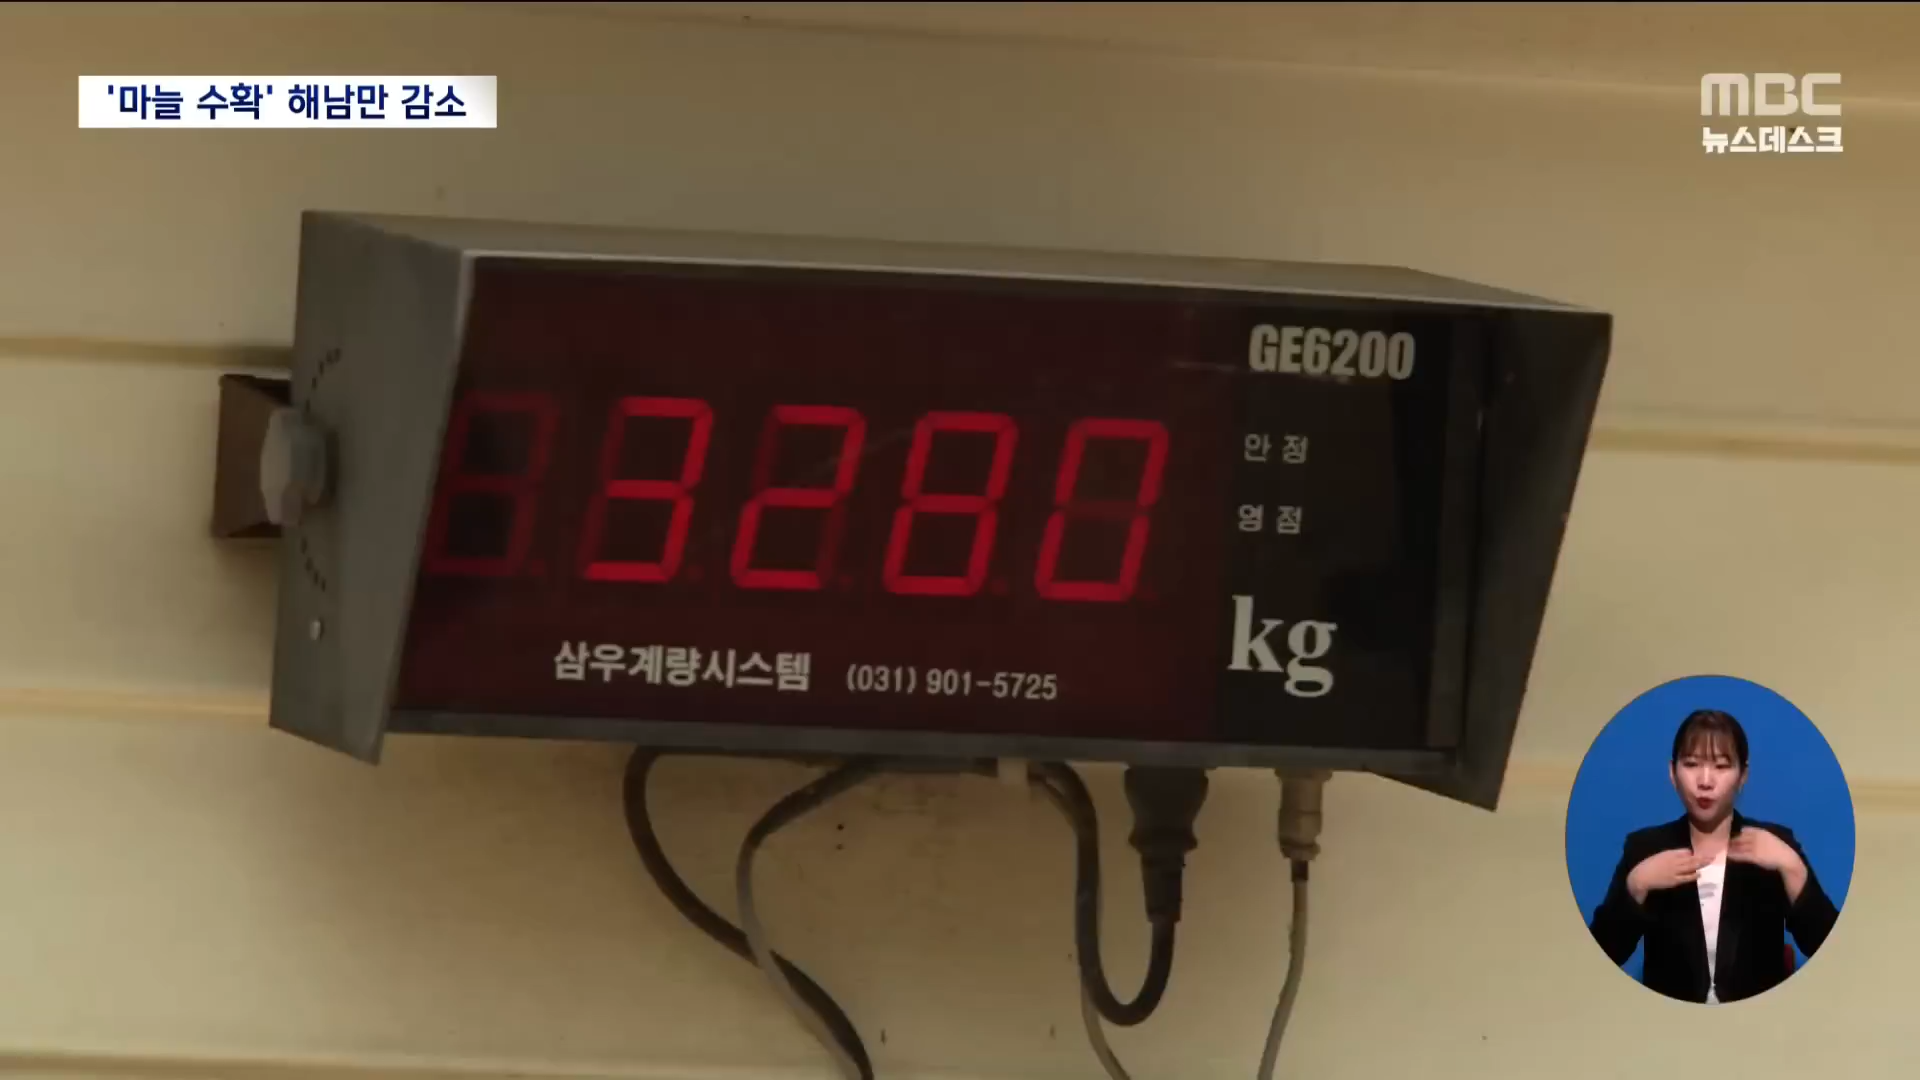 '마늘 수확' 해남만 감소
MBC
뉴스데스크
GE6200
3280
안정
영점
kg
삼우계량시스템 (031) 901-5725